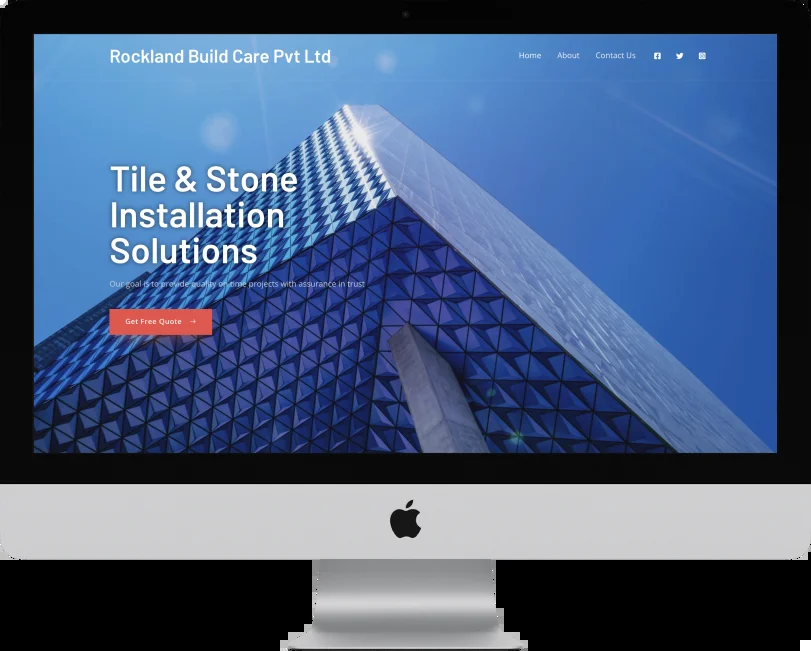 Rockland Build Care Pvt Ltd
Home About Contact Us
Tile & Stone
Installation
Solutions
Our goal is to provide quality on-time projects with assurance in trust
Get Free Quote →